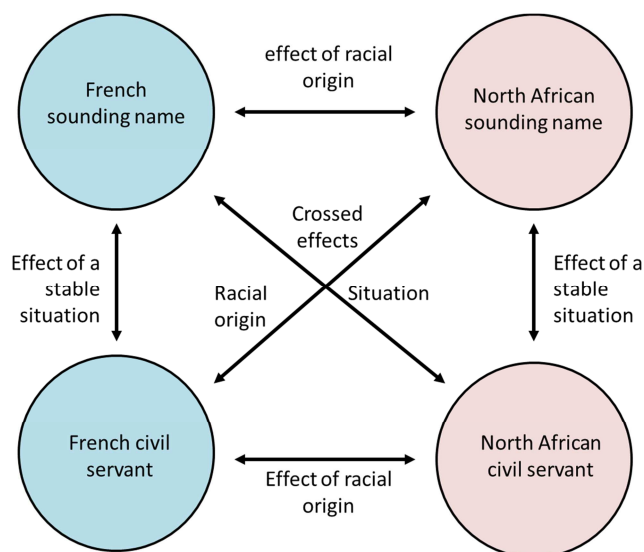 effect of racial
origin
French
sounding name
North African
sounding name
Crossed
effects
Effect of a
stable
situation
Racial
origin
Situation
Effect of a
stable
situation
French civil
servant
North African
civil servant
Effect of racial
origin